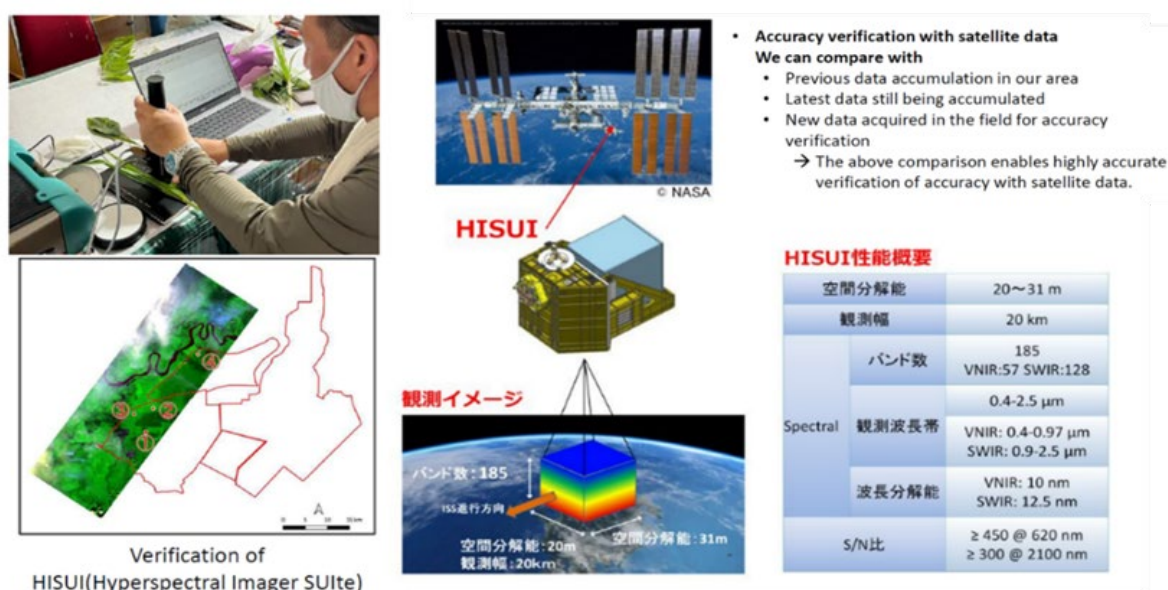 • Accuracy verification with satellite data
We can compare with
• Previous data accumulation in our area
• Latest data still being accumulated
• New data acquired in the field for accuracy
verification
→ The above comparison enables highly accurate
verification of accuracy with satellite data.
© NASA
HISUI
④
③
②
①
Verification of
HISUI(Hyperspectral Imager SUIte)
観測イメージ
バンド数:185
ISS進行方向
空間分解能:20m
観測幅:20km
空間分解能:31m
HISUI性能概要
空間分解能 20~31 m
観測幅 20 km
Spectral
バンド数 185
VNIR:57 SWIR:128
観測波長帯 0.4-2.5 μm
VNIR: 0.4-0.97 μm
SWIR: 0.9-2.5 μm
波長分解能 VNIR: 10 nm
SWIR: 12.5 nm
S/N比 ≥ 450 @ 620 nm
≥ 300 @ 2100 nm